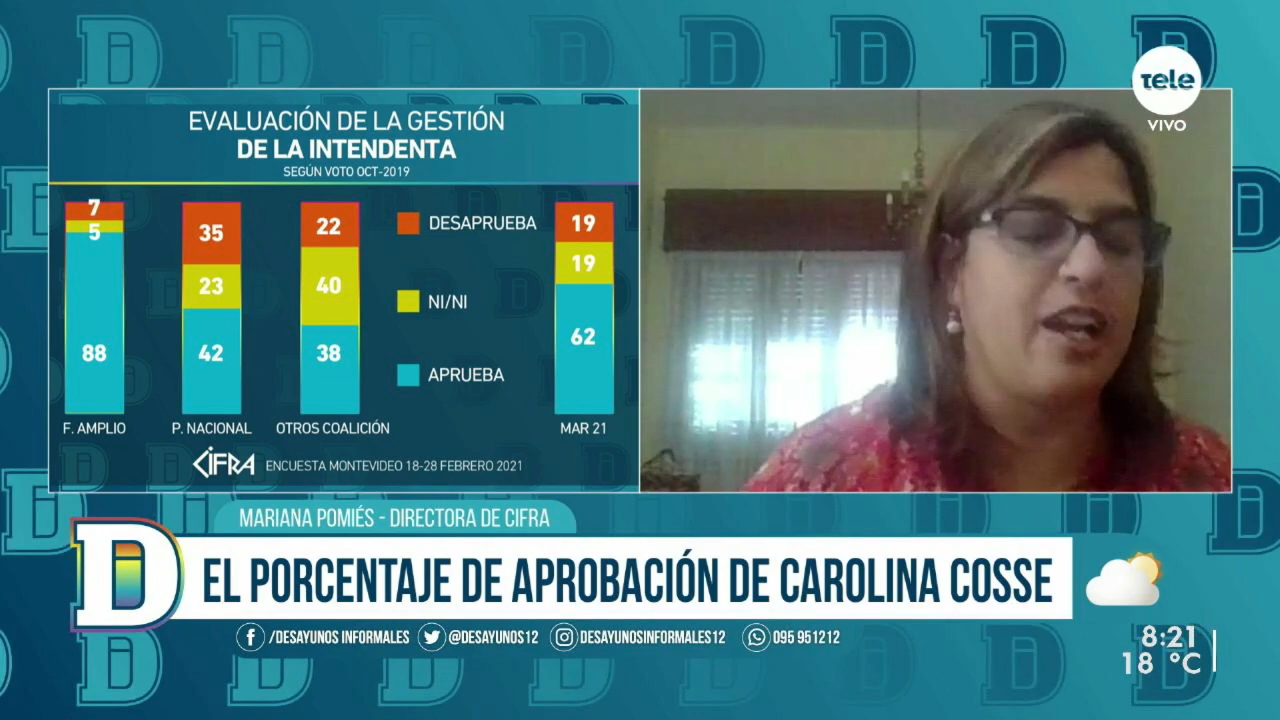 tele
VIVO
EVALUACIÓN DE LA GESTIÓN
DE LA INTENDENTA
SEGÚN VOTO OCT-2019
7
5
88
35
23
42
22
40
38
DESAPRUEBA
NI/NI
APRUEBA
19
19
62
F. AMPLIO
P. NACIONAL
OTROS COALICIÓN
MAR 21
CIFRA
ENCUESTA MONTEVIDEO 18-28 FEBRERO 2021
MARIANA POMIÉS - DIRECTORA DE CIFRA
D
EL PORCENTAJE DE APROBACIÓN DE CAROLINA COSSE
/DESAYUNOS INFORMALES @DESAYUNOS12 DESAYUNOSINFORMALES12 095 951212
8:21
18 °C